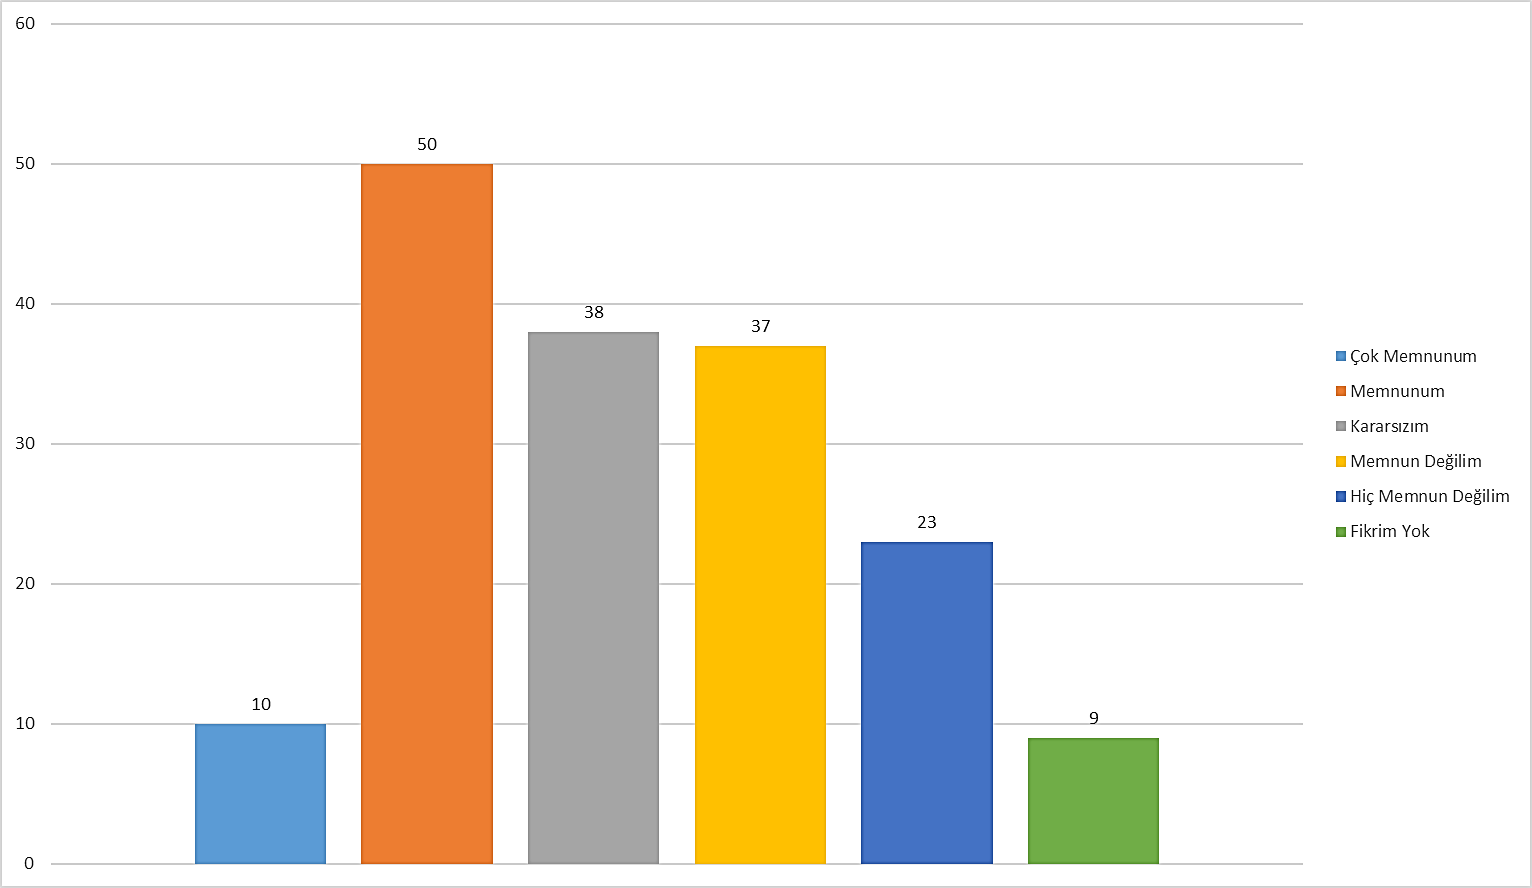 60
50
40
30
20
10
0
10
50
38
37
23
9
Çok Memnunum
Memnunum
Kararsızım
Memnun Değilim
Hiç Memnun Değilim
Fikrim Yok